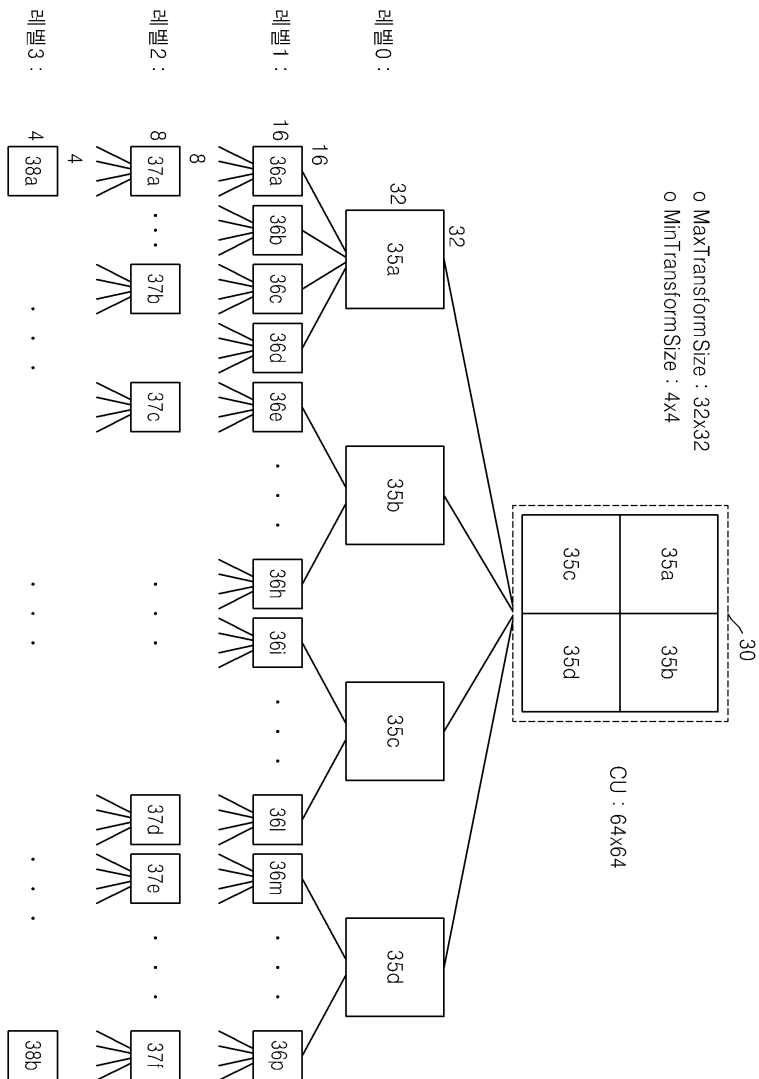 o MaxTransformSize : 32x32
o MinTransformSize : 4x4
30
35a 35b
35c 35d
CU : 64x64
레벨0 :
32
32
35a 35b 35c 35d
레벨1 :
16
16
36a 36b 36c 36d 36e . . . 36h 36i . . . 36l 36m . . . 36p
레벨2 :
8
8
37a . . . 37b 37c . . . 37d 37e . . . 37f
레벨3 :
4
4
38a . . . . . . . . . 38b